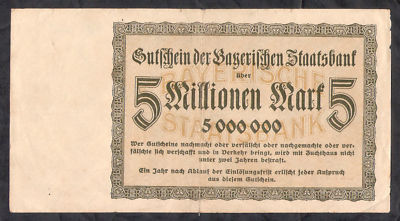 Gutschein der Bayerischen Staatsbank
über
5 Millionen Mark 5
5 000 000
BAYERISCHE
STAATSBANK
Wer Gutscheine nachmacht oder verfälscht oder nachgemachte oder ver-
fälschte sich verschafft und in Verkehr bringt, wird mit Zuchthaus nicht
unter zwei Jahren bestraft.
Ein Jahr nach Ablauf der Einlösungsfrist erlischt jeder Anspruch
aus diesem Gutschein.